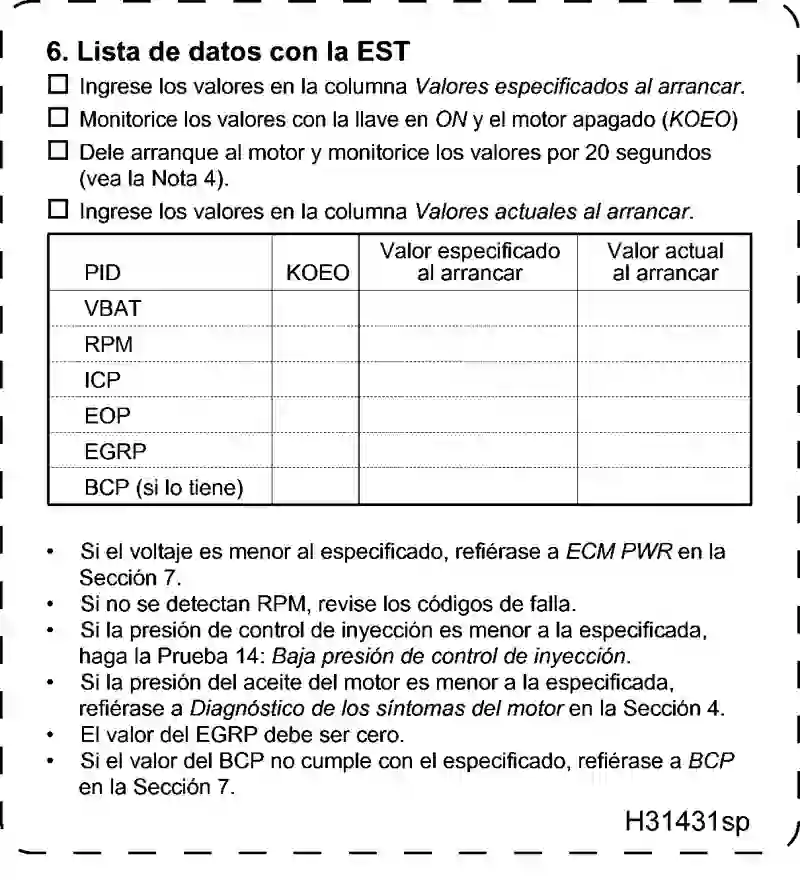 6. Lista de datos con la EST
☐ Ingrese los valores en la columna Valores especificados al arrancar.
☐ Monitorice los valores con la llave en ON y el motor apagado (KOEO)
☐ Dele arranque al motor y monitorice los valores por 20 segundos
(vea la Nota 4).
☐ Ingrese los valores en la columna Valores actuales al arrancar.
PID KOEO Valor especificado al arrancar Valor actual al arrancar
VBAT
RPM
ICP
EOP
EGRP
BCP (si lo tiene)
• Si el voltaje es menor al especificado, refiérase a ECM PWR en la
Sección 7.
• Si no se detectan RPM, revise los códigos de falla.
• Si la presión de control de inyección es menor a la especificada,
haga la Prueba 14: Baja presión de control de inyección.
• Si la presión del aceite del motor es menor a la especificada,
refiérase a Diagnóstico de los síntomas del motor en la Sección 4.
• El valor del EGRP debe ser cero.
• Si el valor del BCP no cumple con el especificado, refiérase a BCP
en la Sección 7.
H31431sp